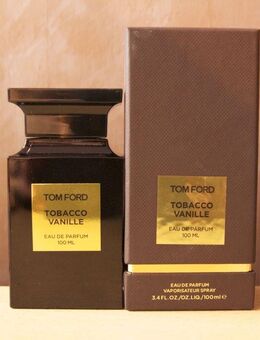 TOM FORD
TOBACCO
VANILLE
EAU DE PARFUM
100 ML
TOM FORD
TOBACCO
VANILLE
EAU DE PARFUM
100 ML
EAU DE PARFUM
VAPORISATEUR SPRAY
3.4 FL.OZ./OZ.LIQ./100ml ℮